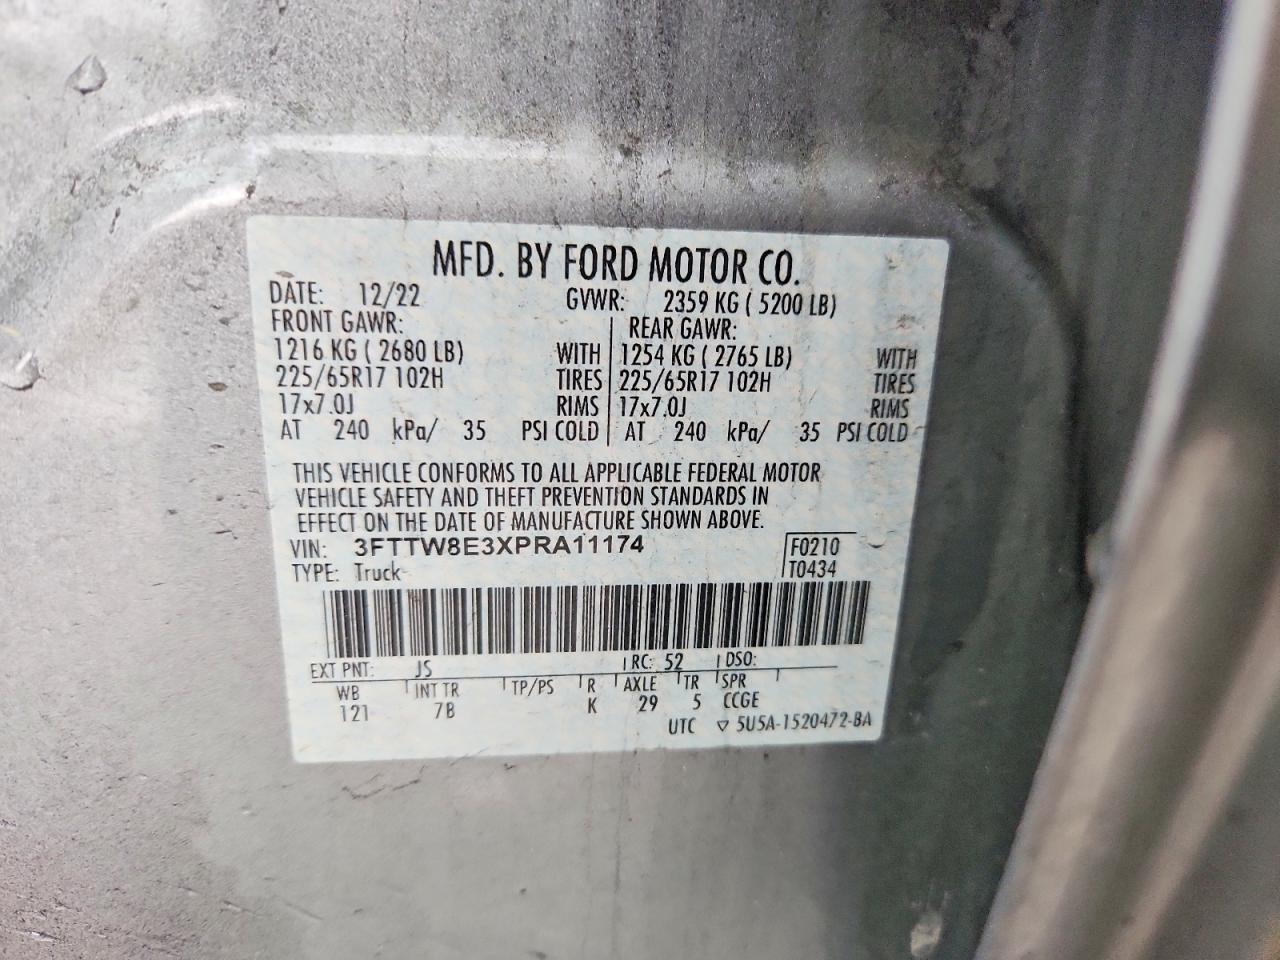 MFD. BY FORD MOTOR CO.
DATE: 12/22 GVWR: 2359 KG ( 5200 LB)
FRONT GAWR: REAR GAWR:
1216 KG ( 2680 LB) WITH 1254 KG ( 2765 LB) WITH
225/65R17 102H TIRES 225/65R17 102H TIRES
17x7.0J RIMS 17x7.0J RIMS
AT 240 kPa/ 35 PSI COLD AT 240 kPa/ 35 PSI COLD
THIS VEHICLE CONFORMS TO ALL APPLICABLE FEDERAL MOTOR
VEHICLE SAFETY AND THEFT PREVENTION STANDARDS IN
EFFECT ON THE DATE OF MANUFACTURE SHOWN ABOVE.
VIN: 3FTTW8E3XPRA11174 F0210
TYPE: Truck T0434
EXT PNT: JS RC: 52 DSO:
WB INT TR TP/PS R AXLE TR SPR
121 7B K 29 5 CCGE
UTC ▽ 5U5A-1520472-BA